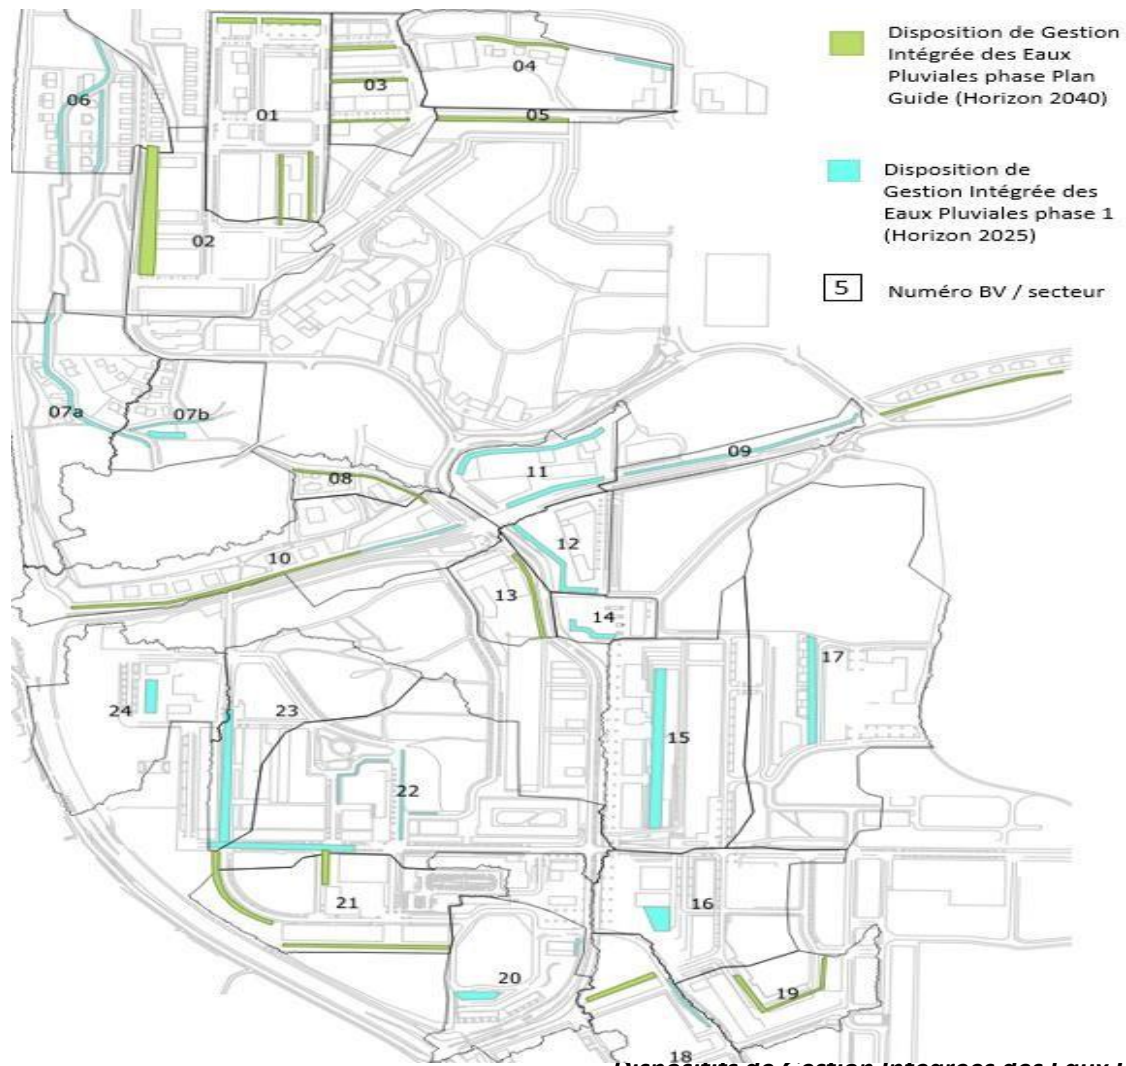 Disposition de Gestion
Intégrée des Eaux
Pluviales phase Plan
Guide (Horizon 2040)
Disposition de
Gestion Intégrée des
Eaux Pluviales phase 1
(Horizon 2025)
5 Numéro BV / secteur
04
06
03
01
05
02
07a
07b
09
11
08
12
10
13
14
17
24
23
15
22
21
16
20
19
18